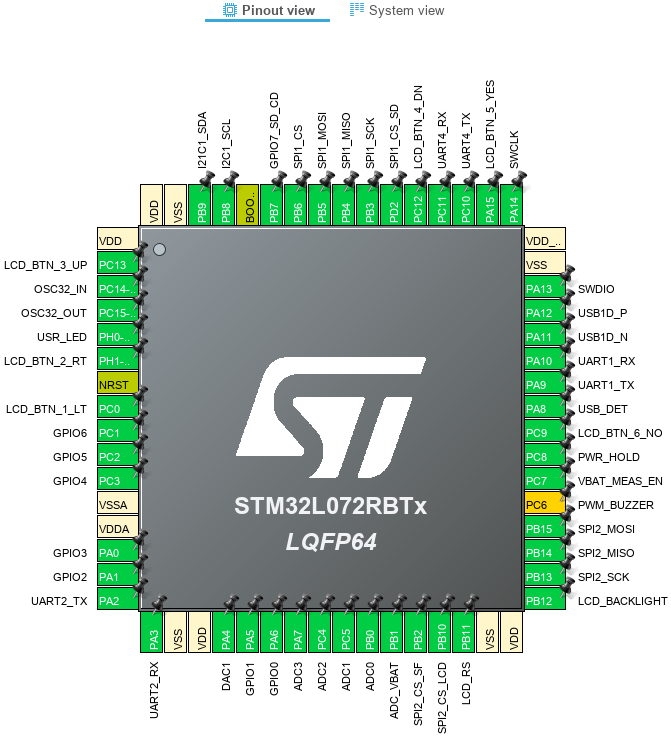 Pinout view
System view
I21C1_SDA
I2C1_SCL
GPIO7_SD_CD
SPI1_CS
SPI1_MOSI
SPI1_MISO
SPI1_SCK
SPI1_CS_SD
LCD_BTN_4_DN
UART4_RX
UART4_TX
LCD_BTN_5_YES
SWCLK
VDD
VSS
PB9
PB8
BOO..
PB7
PB6
PB5
PB4
PB3
PD2
PC12
PC11
PC10
PA15
PA14
VDD
LCD_BTN_3_UP PC13
OSC32_IN PC14-..
OSC32_OUT PC15-..
USR_LED PH0-..
LCD_BTN_2_RT PH1-..
NRST
LCD_BTN_1_LT PC0
GPIO6 PC1
GPIO5 PC2
GPIO4 PC3
VSSA
VDDA
GPIO3 PA0
GPIO2 PA1
UART2_TX PA2
STM32L072RBTx
LQFP64
VDD_..
VSS
PA13 SWDIO
PA12 USB1D_P
PA11 USB1D_N
PA10 UART1_RX
PA9 UART1_TX
PA8 USB_DET
PC9 LCD_BTN_6_NO
PC8 PWR_HOLD
PC7 VBAT_MEAS_EN
PC6 PWM_BUZZER
PB15 SPI2_MOSI
PB14 SPI2_MISO
PB13 SPI2_SCK
PB12 LCD_BACKLIGHT
PA3
VSS
VDD
PA4
PA5
PA6
PA7
PC4
PC5
PB0
PB1
PB2
PB10
PB11
VSS
VDD
UART2_RX
DAC1
GPIO1
GPIO0
ADC3
ADC2
ADC1
ADC0
ADC_VBAT
SPI2_CS_SF
SPI2_CS_LCD
LCD_RS